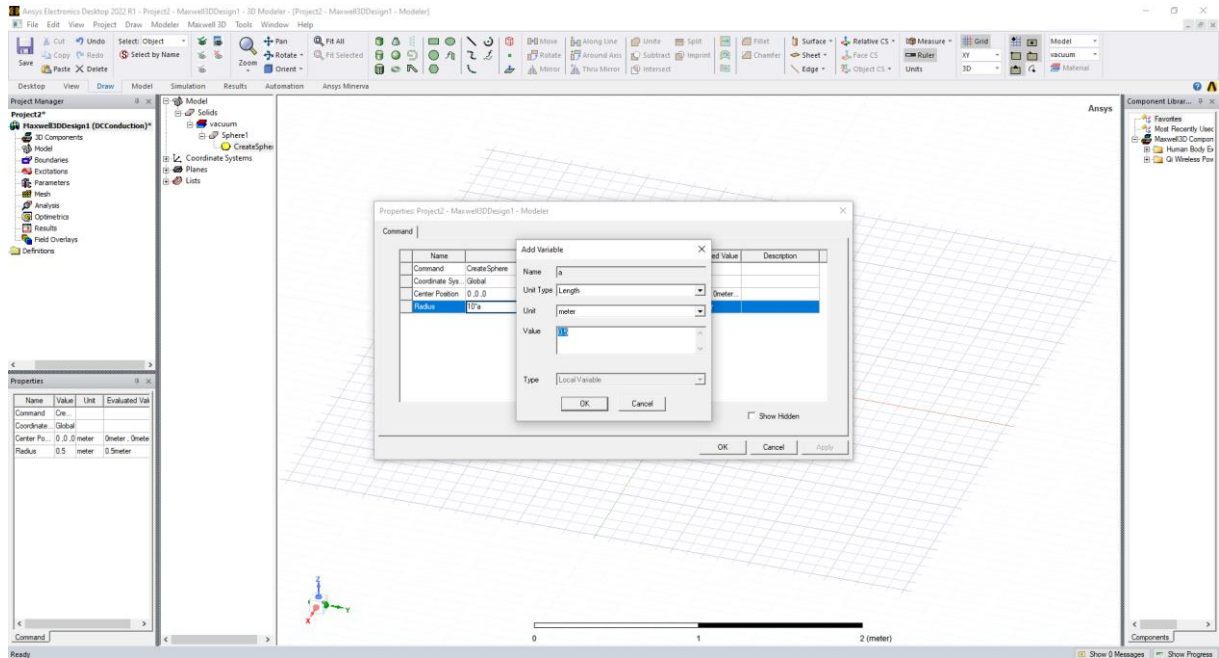 Ansys Electronics Desktop 2022 R1 - Project2 - Maxwell3DDesign1 - 3D Modeler - [Project2 - Maxwell3DDesign1 - Modeler]
File Edit View Project Draw Modeler Maxwell 3D Tools Window Help
Save
Cut Undo
Copy Redo
Paste Delete
Select: Object
Select by Name
Zoom
Pan
Rotate
Orient
Fit All
Fit Selected
Move Along Line Unite Split
Rotate Around Axis Subtract Imprint
Mirror Thru Mirror Intersect
Fillet
Chamfer
Surface
Sheet
Edge
Relative CS
Face CS
Object CS
Measure
Ruler
Units
Grid
XY
3D
Model
vacuum
Material
Desktop View Draw Model Simulation Results Automation Ansys Minerva
Project Manager
Project2*
Maxwell3DDesign1 (DCConduction)*
3D Components
Model
Boundaries
Excitations
Parameters
Mesh
Analysis
Optimetrics
Results
Field Overlays
Definitions
Model
Solids
vacuum
Sphere1
CreateSphe
Coordinate Systems
Planes
Lists
Ansys
Component Librar...
Favorites
Most Recently Usec
Maxwell3D Compon
Human Body Ex
Qi Wireless Pow
Properties: Project2 - Maxwell3DDesign1 - Modeler
Command
Name ed Value Description
Command CreateSphere
Coordinate Sys... Global
Center Position 0 ,0 ,0 0meter...
Radius 10*a
Show Hidden
OK Cancel Apply
Add Variable
Name a
Unit Type Length
Unit meter
Value 0.5
Type Local Variable
OK Cancel
Properties
Name Value Unit Evaluated Val
Command Cre...
Coordinate... Global
Center Po... 0 ,0 ,0 meter 0meter , 0mete
Radius 0.5 meter 0.5meter
Command
Z
Y
X
0 1 2 (meter)
Components
Ready
Show 0 Messages Show Progress